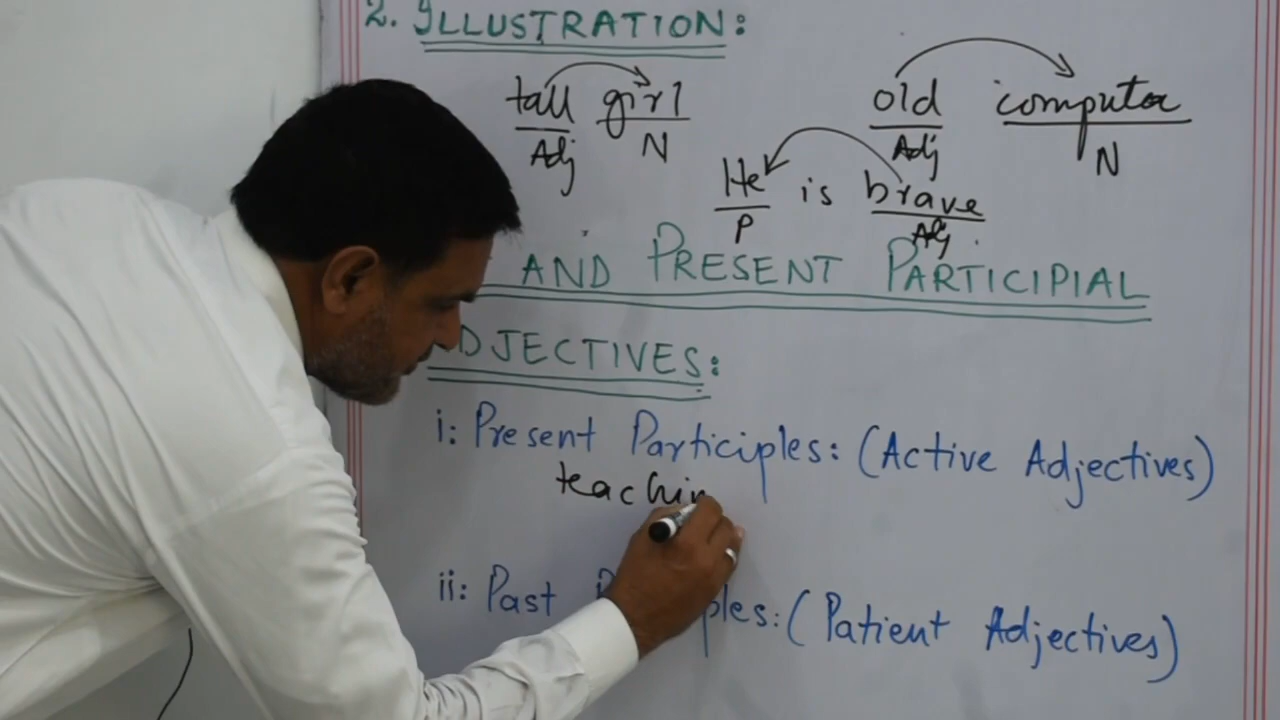 2. ILLUSTRATION:
tall girl old computer
Adj N Adj N
He is brave
P Adj
AND PRESENT PARTICIPIAL
DJECTIVES:
i: Present Participles: (Active Adjectives)
teachin
ii: Past ples: (Patient Adjectives)